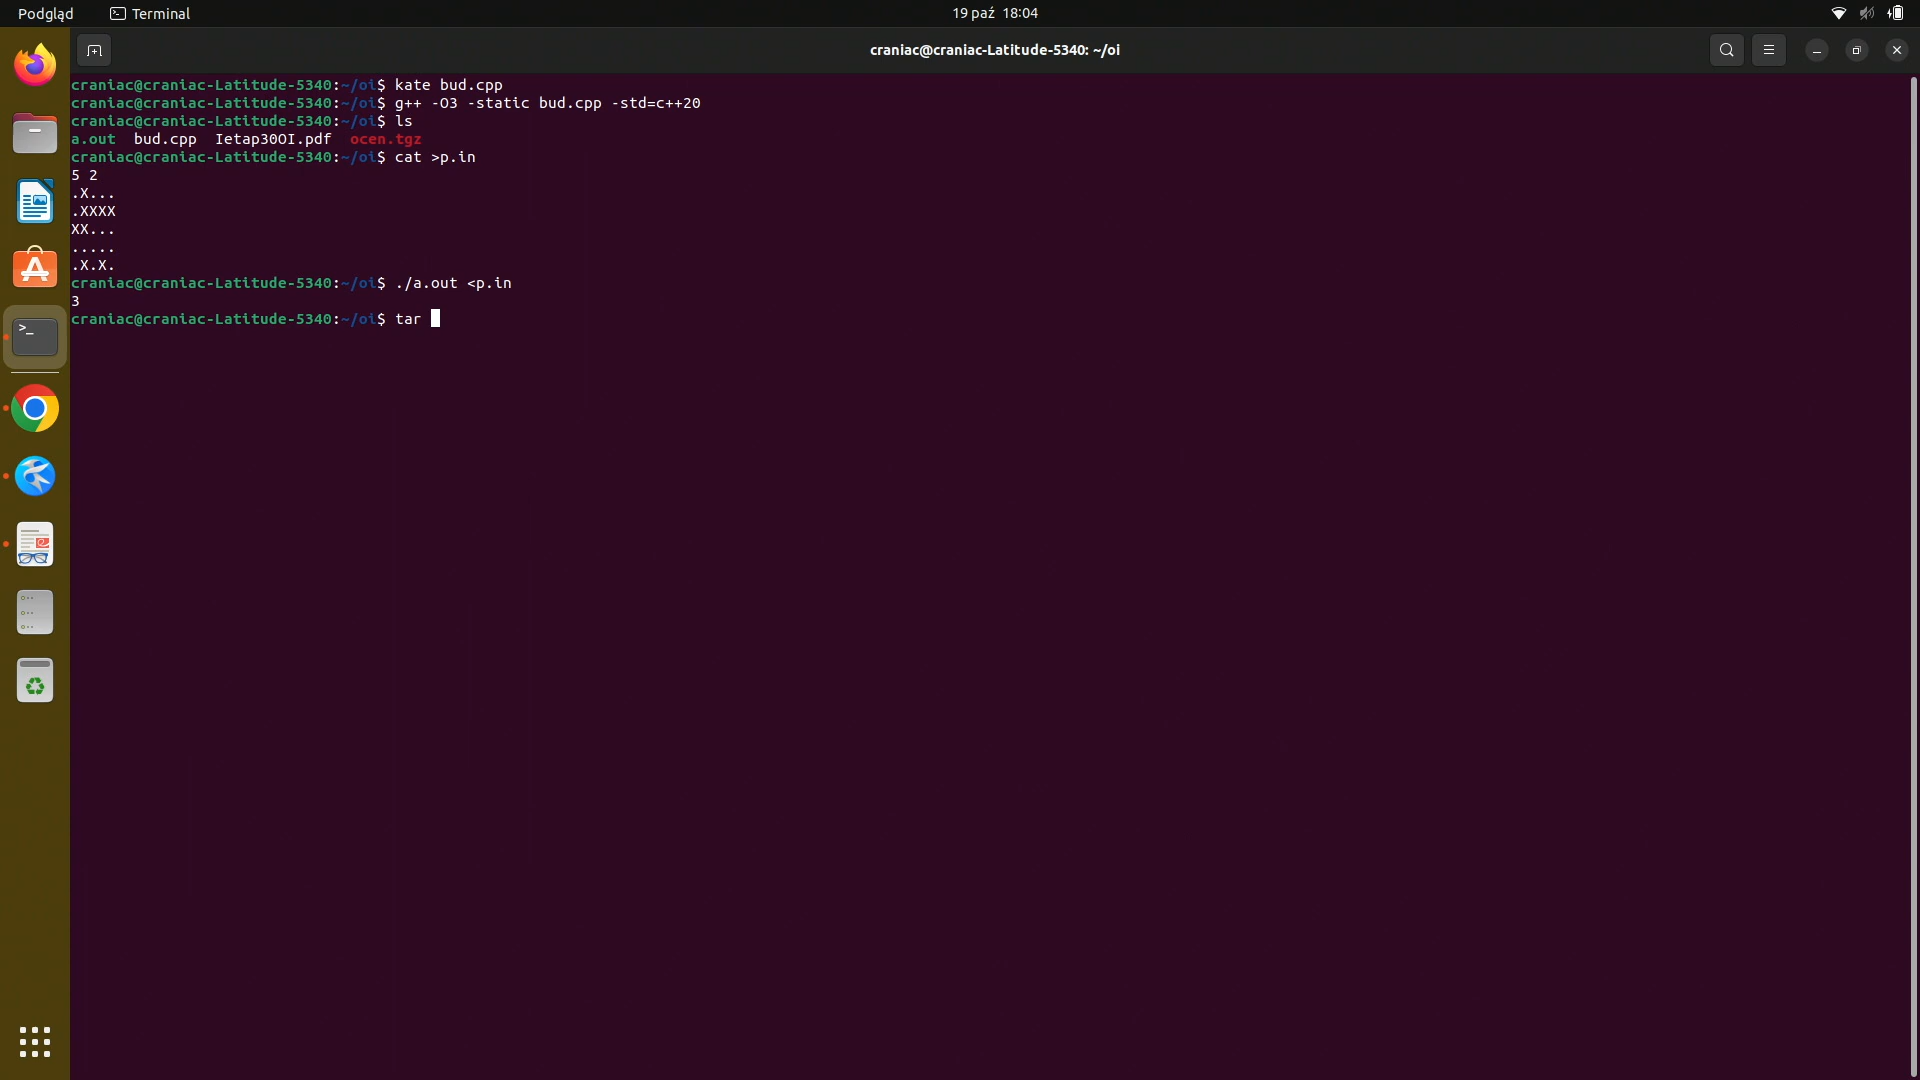 Podgląd
Terminal
19 paź 18:04
craniac@craniac-Latitude-5340: ~/oi
craniac@craniac-Latitude-5340:~/oi$ kate bud.cpp
craniac@craniac-Latitude-5340:~/oi$ g++ -O3 -static bud.cpp -std=c++20
craniac@craniac-Latitude-5340:~/oi$ ls
a.out  bud.cpp  Ietap30OI.pdf  ocen.tgz
craniac@craniac-Latitude-5340:~/oi$ cat >p.in
5 2
.X...
.XXXX
XX...
.....
.X.X.
craniac@craniac-Latitude-5340:~/oi$ ./a.out <p.in
3
craniac@craniac-Latitude-5340:~/oi$ tar